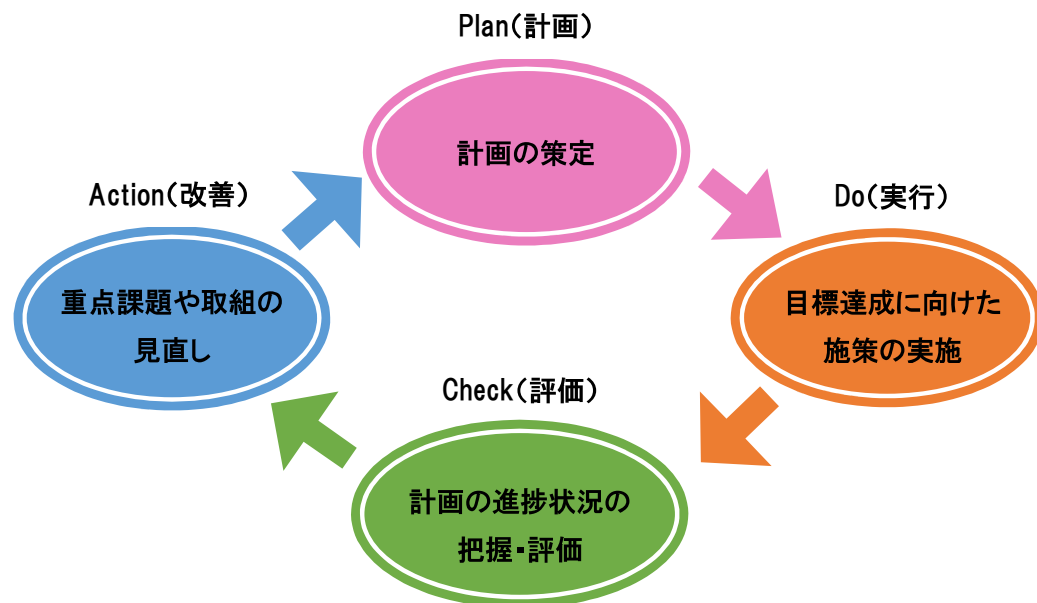 Plan(計画)
計画の策定
Action(改善)
Do(実行)
重点課題や取組の
見直し
目標達成に向けた
施策の実施
Check(評価)
計画の進捗状況の
把握・評価